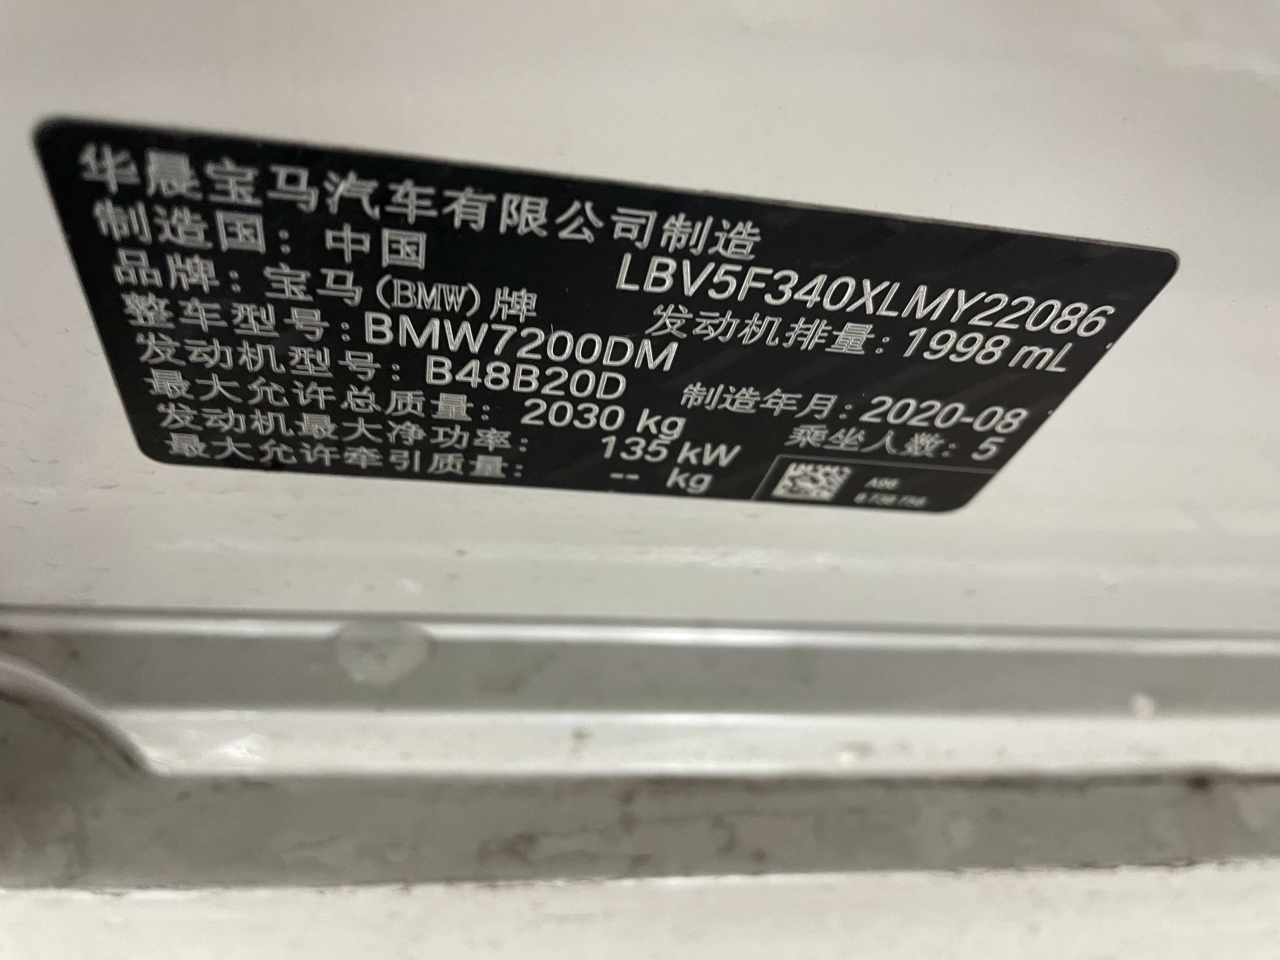 华晨宝马汽车有限公司制造
制造国：中国
LBV5F340XLMY22086
品牌：宝马(BMW)牌
发动机排量：1998 mL
整车型号：BMW7200DM
发动机型号：B48B20D
制造年月：2020-08
最大允许总质量：2030 kg
乘坐人数：5
发动机最大净功率：135 kW
最大允许牵引质量：-- kg